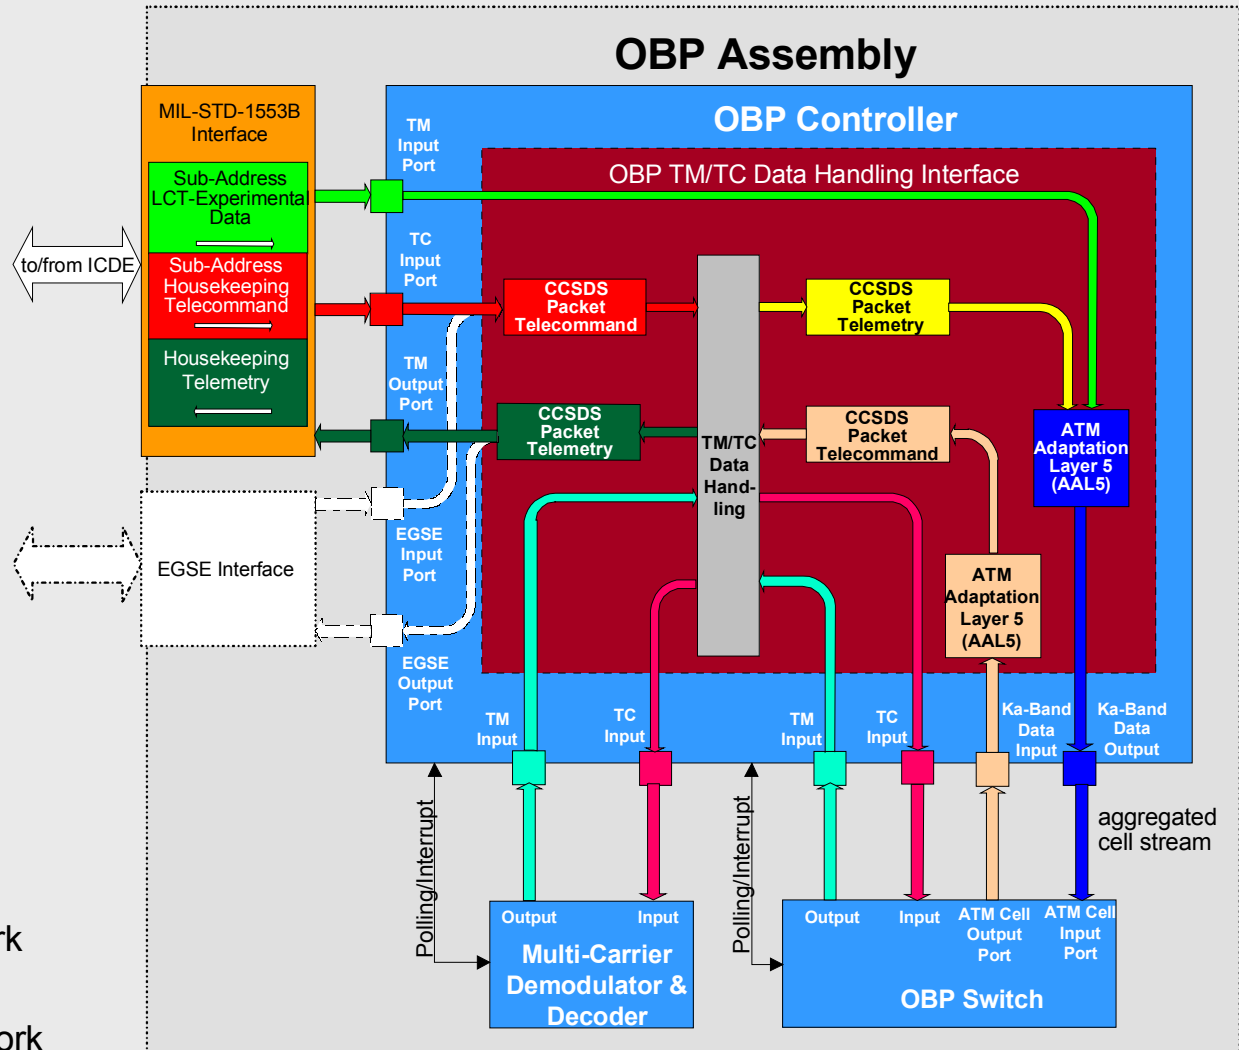 OBP Assembly
MIL-STD-1553B
Interface
Sub-Address
LCT-Experimental
Data
Sub-Address
Housekeeping
Telecommand
Housekeeping
Telemetry
to/from ICDE
EGSE Interface
OBP Controller
TM
Input
Port
TC
Input
Port
TM
Output
Port
EGSE
Input
Port
EGSE
Output
Port
OBP TM/TC Data Handling Interface
CCSDS
Packet
Telecommand
CCSDS
Packet
Telemetry
CCSDS
Packet
Telemetry
TM/TC
Data
Hand-
ling
CCSDS
Packet
Telecommand
ATM
Adaptation
Layer 5
(AAL5)
ATM
Adaptation
Layer 5
(AAL5)
TM
Input
TC
Input
TM
Input
TC
Input
Ka-Band
Data
Input
Ka-Band
Data
Output
Polling/Interrupt
Polling/Interrupt
aggregated
cell stream
Output
Input
Multi-Carrier
Demodulator &
Decoder
Output
Input
ATM Cell
Output
Port
ATM Cell
Input
Port
OBP Switch
rk
ork